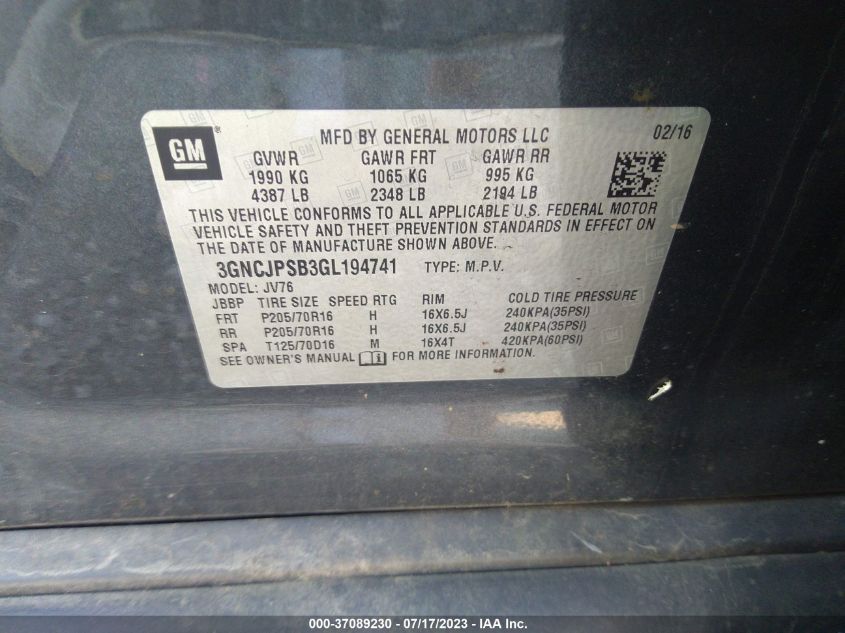 GM ®
MFD BY GENERAL MOTORS LLC 02/16
GVWR GAWR FRT GAWR RR
1990 KG 1065 KG 995 KG
4387 LB 2348 LB 2194 LB
THIS VEHICLE CONFORMS TO ALL APPLICABLE U.S. FEDERAL MOTOR
VEHICLE SAFETY AND THEFT PREVENTION STANDARDS IN EFFECT ON
THE DATE OF MANUFACTURE SHOWN ABOVE.
3GNCJPSB3GL194741 TYPE: M.P.V.
MODEL: JV76
JBBP TIRE SIZE SPEED RTG RIM COLD TIRE PRESSURE
FRT P205/70R16 H 16X6.5J 240KPA(35PSI)
RR P205/70R16 H 16X6.5J 240KPA(35PSI)
SPA T125/70D16 M 16X4T 420KPA(60PSI)
SEE OWNER'S MANUAL FOR MORE INFORMATION.
000-37089230 - 07/17/2023 - IAAI.com